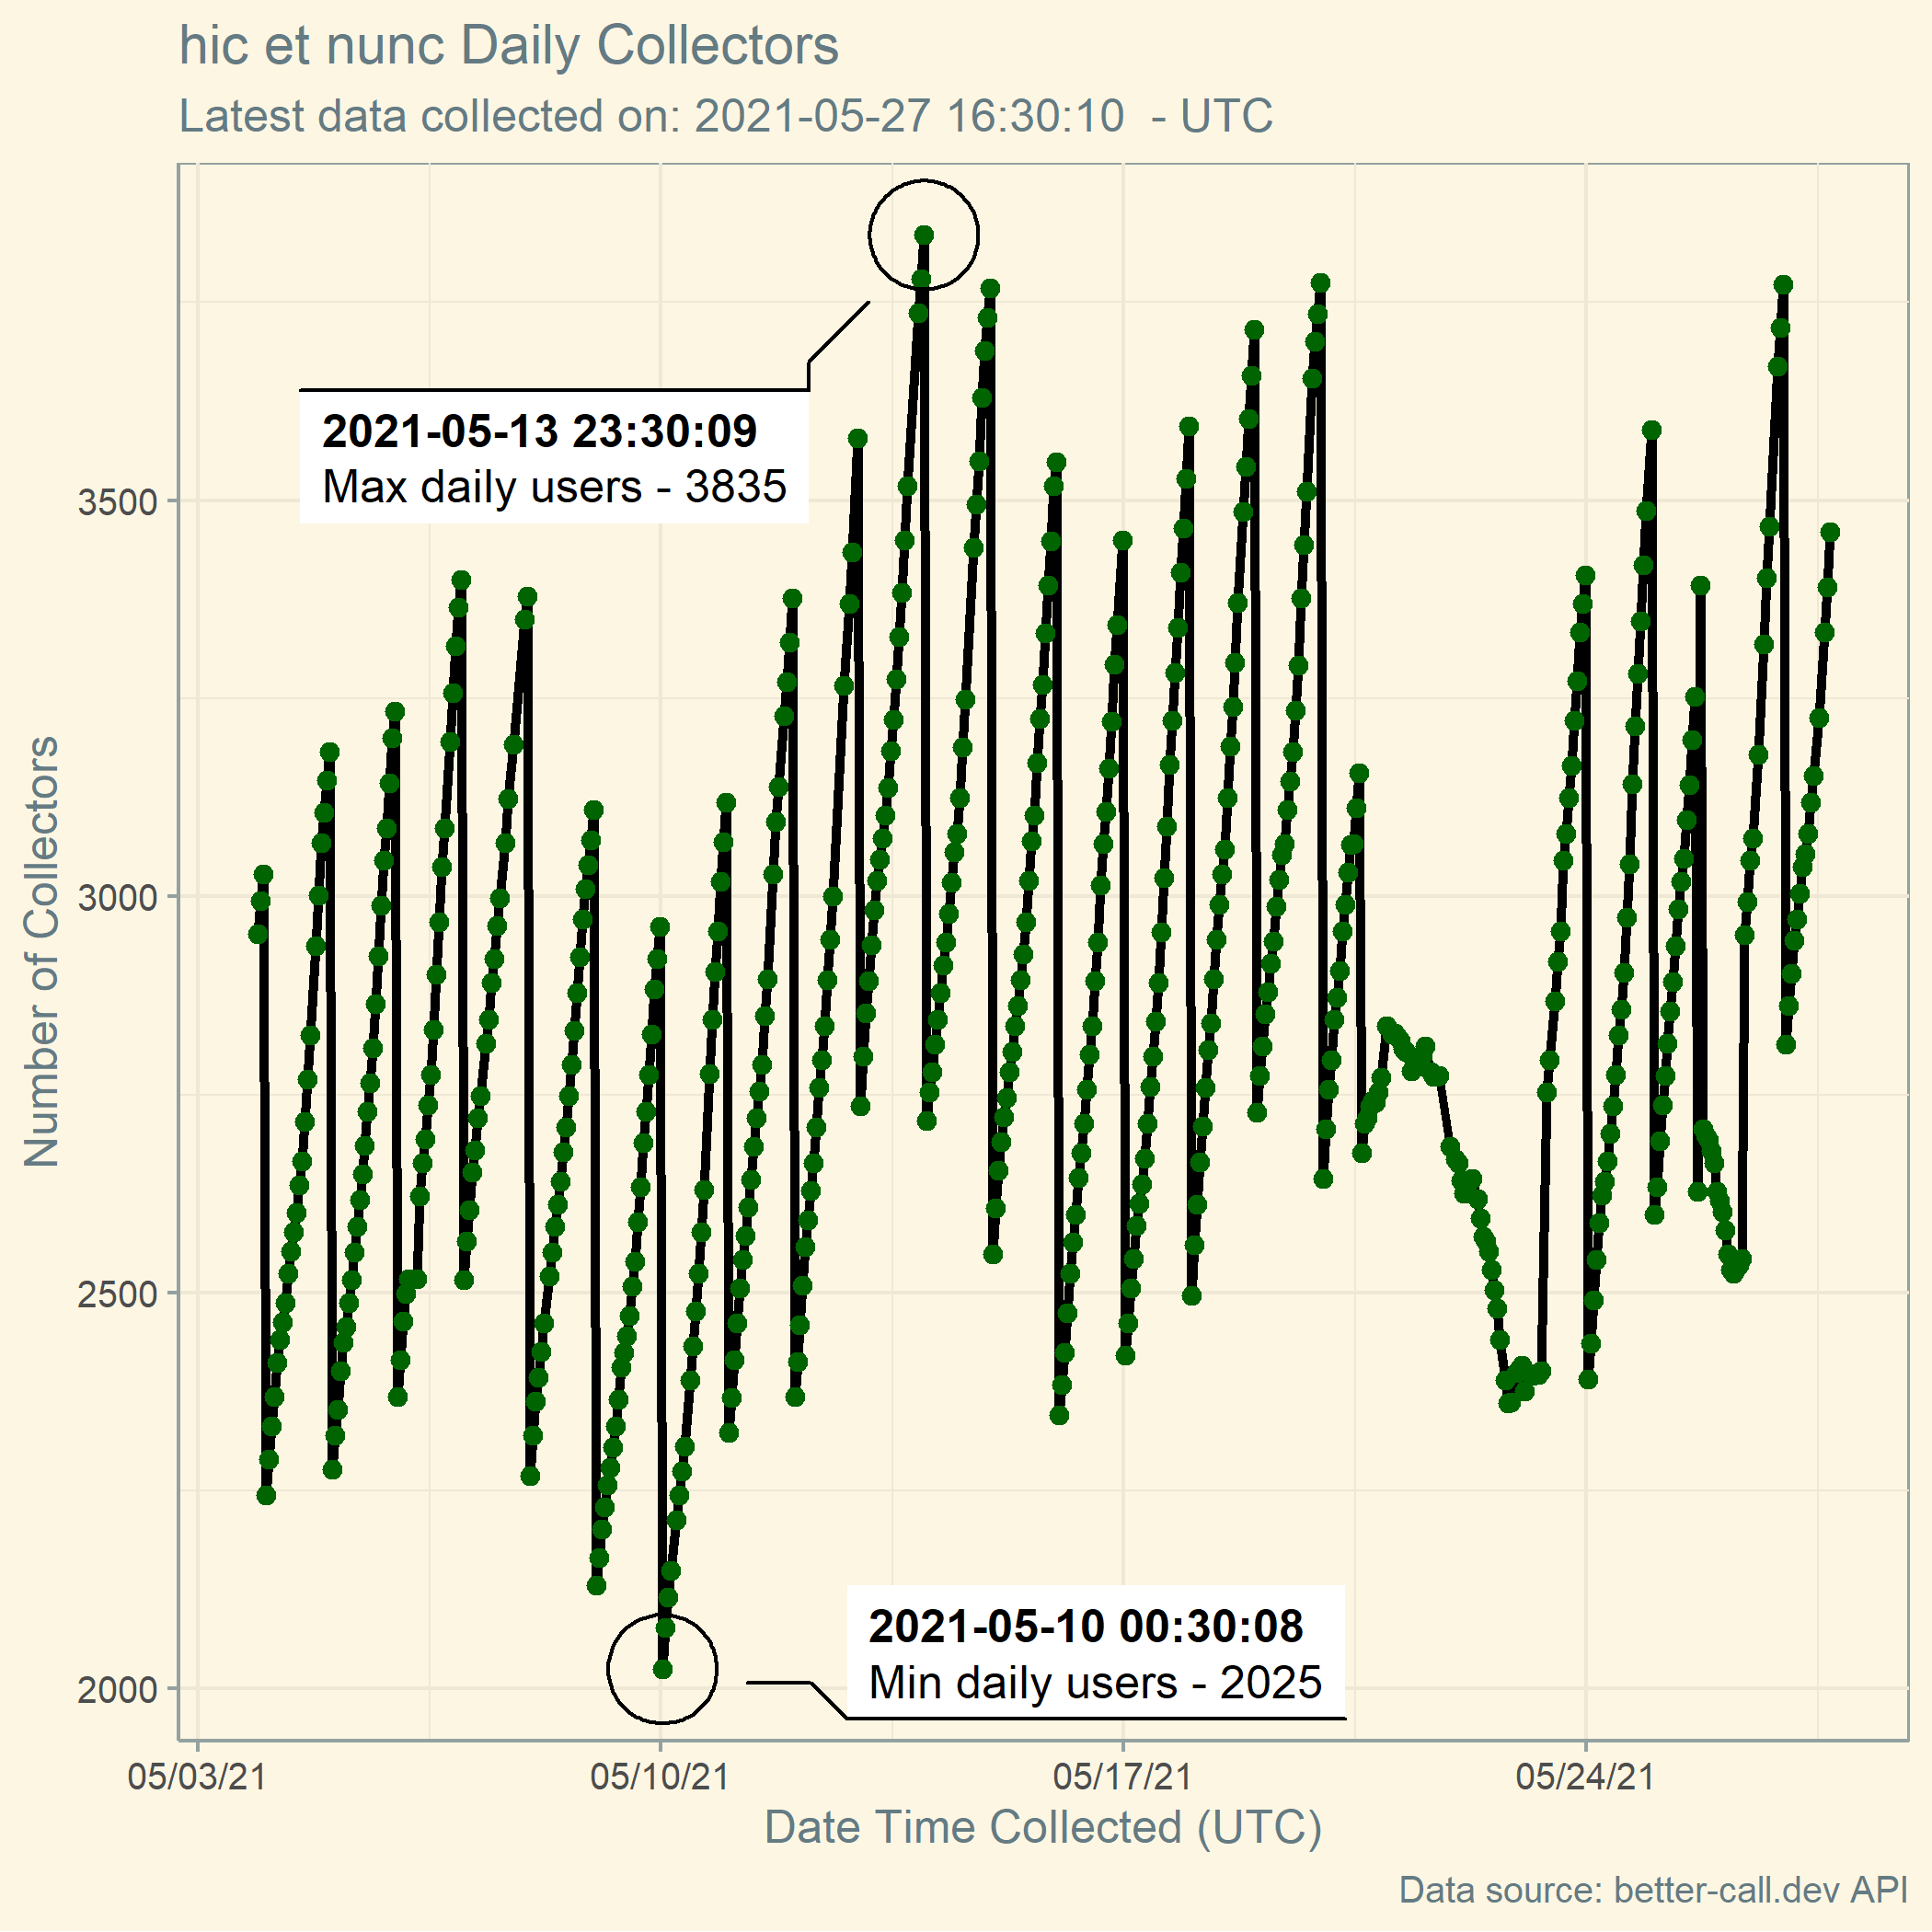 hic et nunc Daily Collectors
Latest data collected on: 2021-05-27 16:30:10  - UTC
2021-05-13 23:30:09
Max daily users - 3835
3500
3000
Number of Collectors
2500
2021-05-10 00:30:08
Min daily users - 2025
2000
05/03/21 05/10/21 05/17/21 05/24/21
Date Time Collected (UTC)
Data source: better-call.dev API